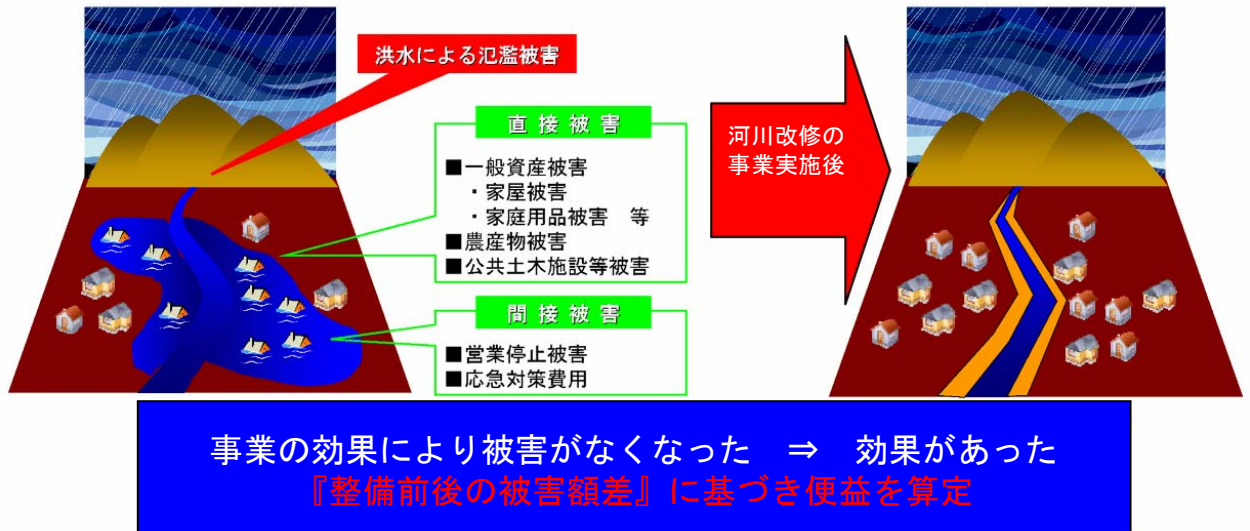 洪水による氾濫被害
直接被害
■一般資産被害
・家屋被害
・家庭用品被害 等
■農産物被害
■公共土木施設等被害
間接被害
■営業停止被害
■応急対策費用
河川改修の
事業実施後
事業の効果により被害がなくなった ⇒ 効果があった
『整備前後の被害額差』に基づき便益を算定